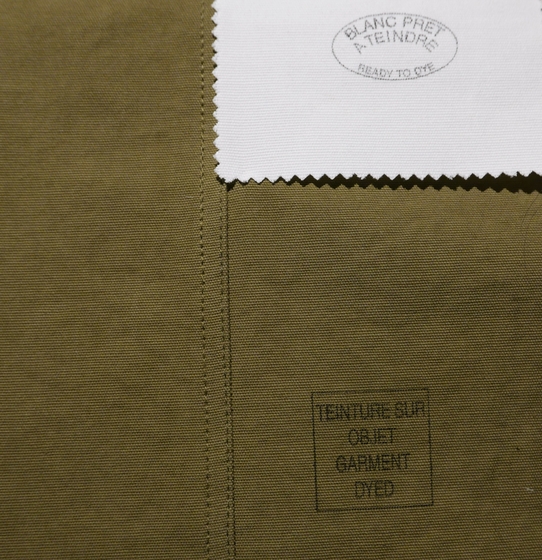 BLANC PRET
A TEINDRE
READY TO DYE
TEINTURE SUR
OBJET
GARMENT
DYED